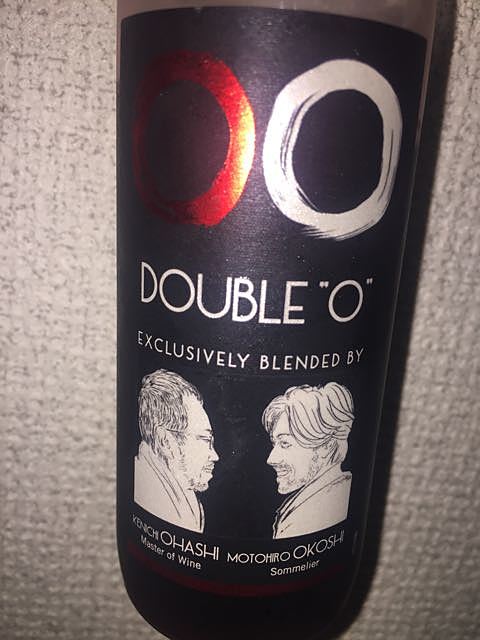 OO
DOUBLE "O"
EXCLUSIVELY BLENDED BY
KENICHI OHASHI
Master of Wine
MOTOHIRO OKOSHI
Sommelier